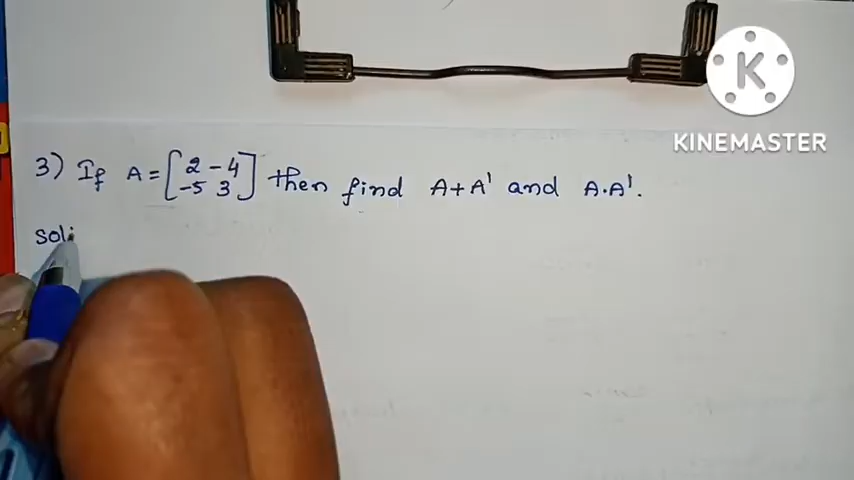 K
KINEMASTER
3) If A = [ 2 -4 ] then find A+A' and A.A'.
[ -5 3 ]
sol: